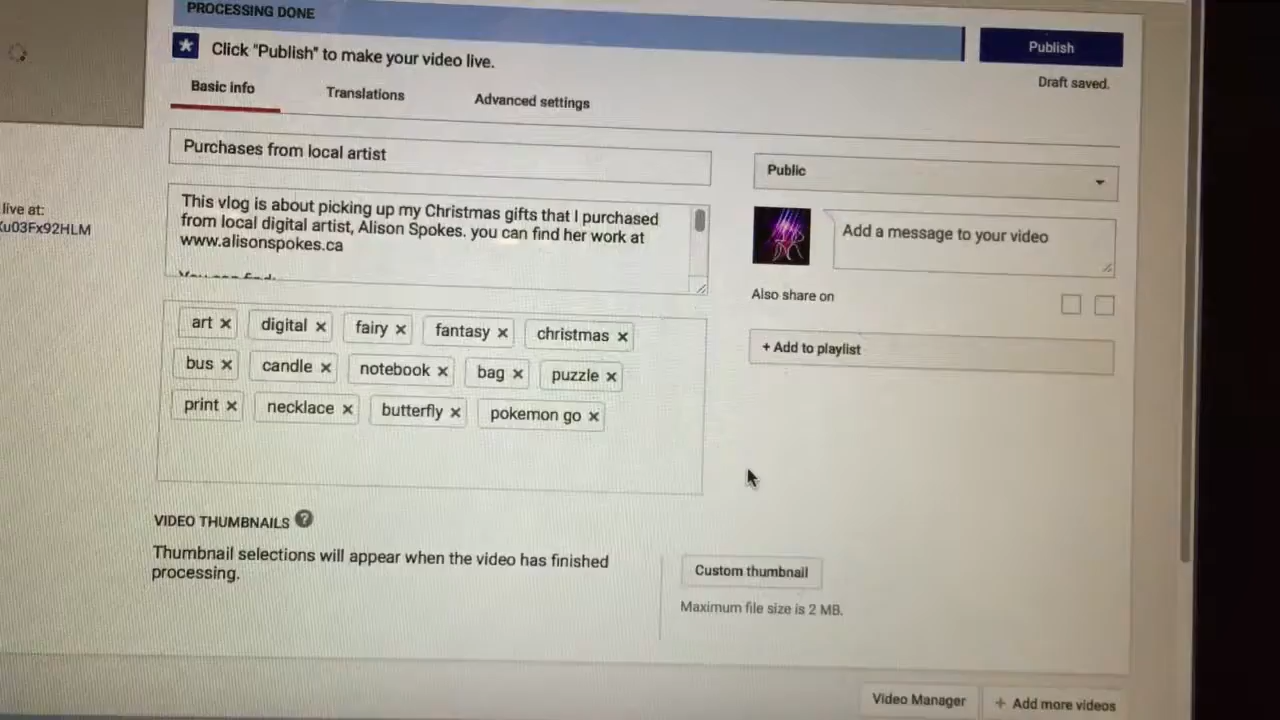 PROCESSING DONE
Click "Publish" to make your video live.
Publish
Draft saved.
Basic info
Translations
Advanced settings
Purchases from local artist
Public
This vlog is about picking up my Christmas gifts that I purchased
from local digital artist, Alison Spokes. you can find her work at
www.alisonspokes.ca
Add a message to your video
live at:
Xu03Fx92HLM
Also share on
+ Add to playlist
art × digital × fairy × fantasy × christmas ×
bus × candle × notebook × bag × puzzle ×
print × necklace × butterfly × pokemon go ×
VIDEO THUMBNAILS ?
Thumbnail selections will appear when the video has finished
processing.
Custom thumbnail
Maximum file size is 2 MB.
Video Manager
+ Add more videos